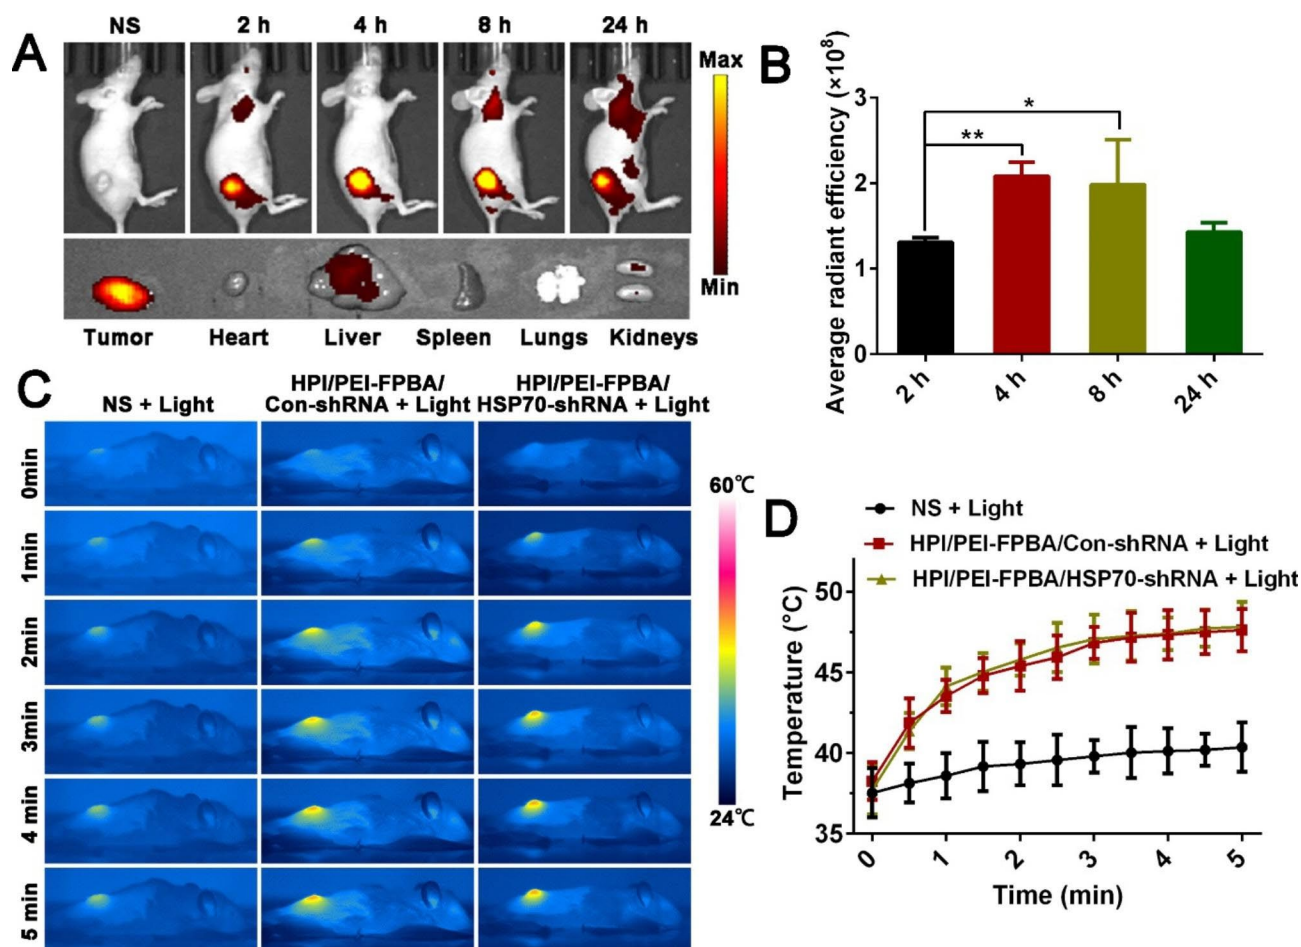 A
NS 2 h 4 h 8 h 24 h
Max
Min
Tumor Heart Liver Spleen Lungs Kidneys
B
Average radiant efficiency (×10⁸)
3
2
1
0
*
**
2 h 4 h 8 h 24 h
C
NS + Light
HPI/PEI-FPBA/
Con-shRNA + Light
HPI/PEI-FPBA/
HSP70-shRNA + Light
0min
1min
2min
3min
4 min
5 min
60℃
24℃
D
NS + Light
HPI/PEI-FPBA/Con-shRNA + Light
HPI/PEI-FPBA/HSP70-shRNA + Light
Temperature (°C)
50
45
40
35
0 1 2 3 4 5
Time (min)